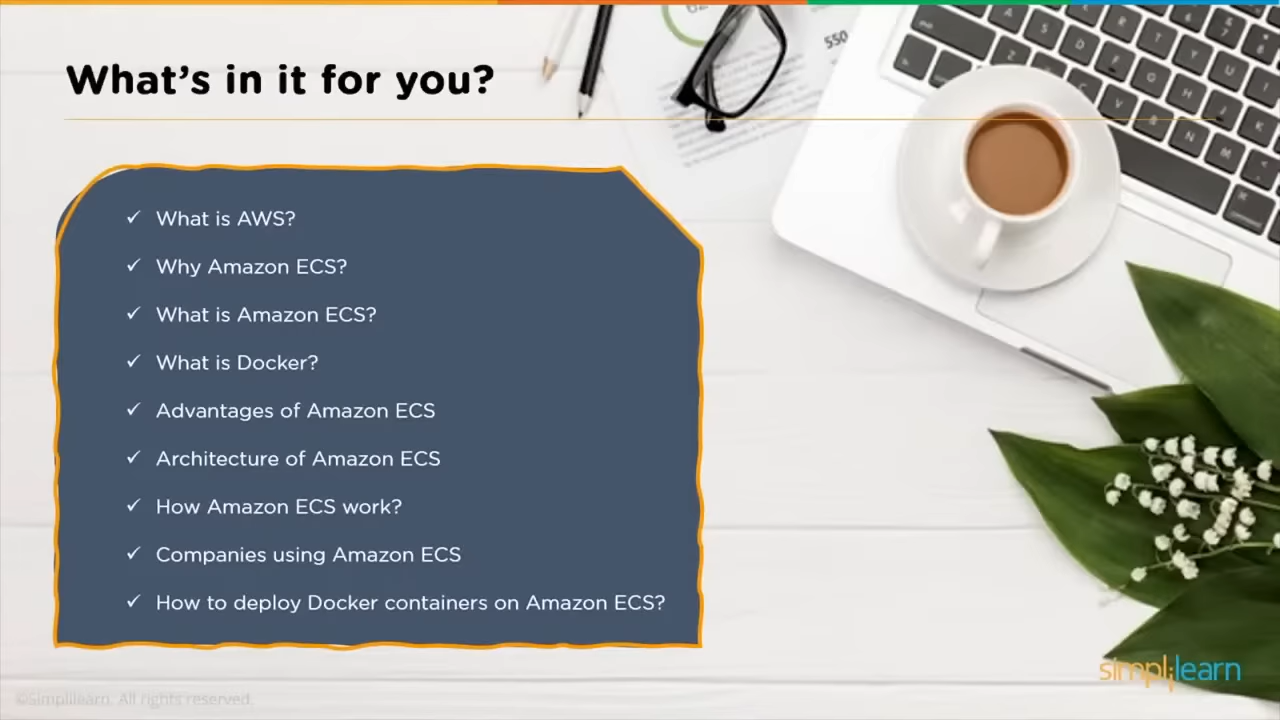 What's in it for you?
✓ What is AWS?
✓ Why Amazon ECS?
✓ What is Amazon ECS?
✓ What is Docker?
✓ Advantages of Amazon ECS
✓ Architecture of Amazon ECS
✓ How Amazon ECS work?
✓ Companies using Amazon ECS
✓ How to deploy Docker containers on Amazon ECS?
simplilearn
©Simplilearn. All rights reserved.
550